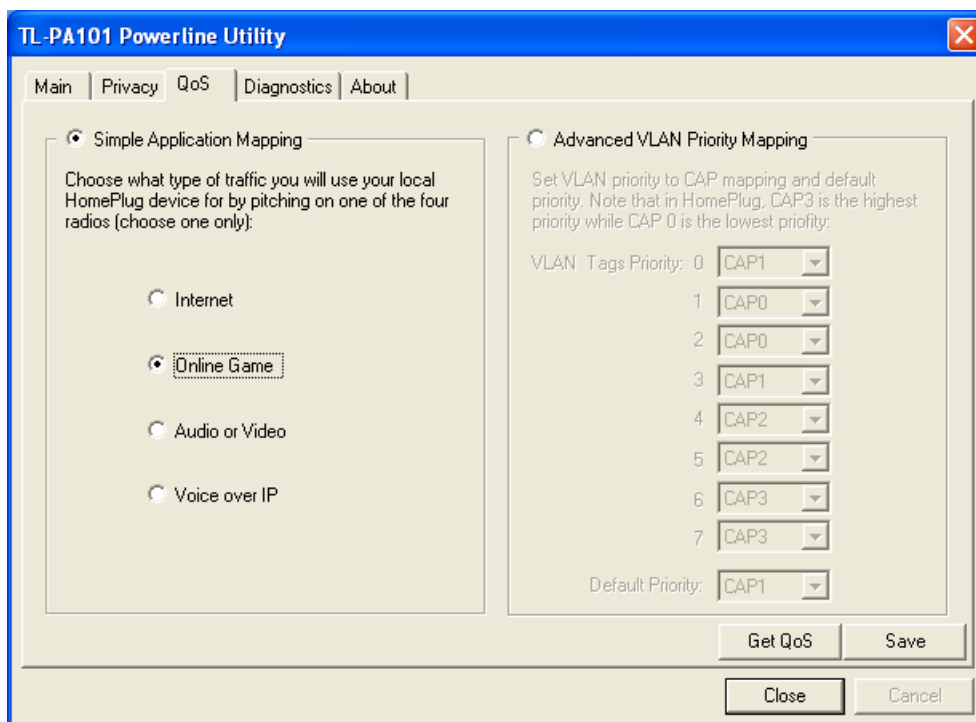 TL-PA101 Powerline Utility
Main
Privacy
QoS
Diagnostics
About
Simple Application Mapping
Choose what type of traffic you will use your local
HomePlug device for by pitching on one of the four
radios (choose one only):
Internet
Online Game
Audio or Video
Voice over IP
Advanced VLAN Priority Mapping
Set VLAN priority to CAP mapping and default
priority. Note that in HomePlug, CAP3 is the highest
priority while CAP 0 is the lowest priofity:
VLAN Tags Priority: 0 CAP1
1 CAP0
2 CAP0
3 CAP1
4 CAP2
5 CAP2
6 CAP3
7 CAP3
Default Priority: CAP1
Get QoS
Save
Close
Cancel